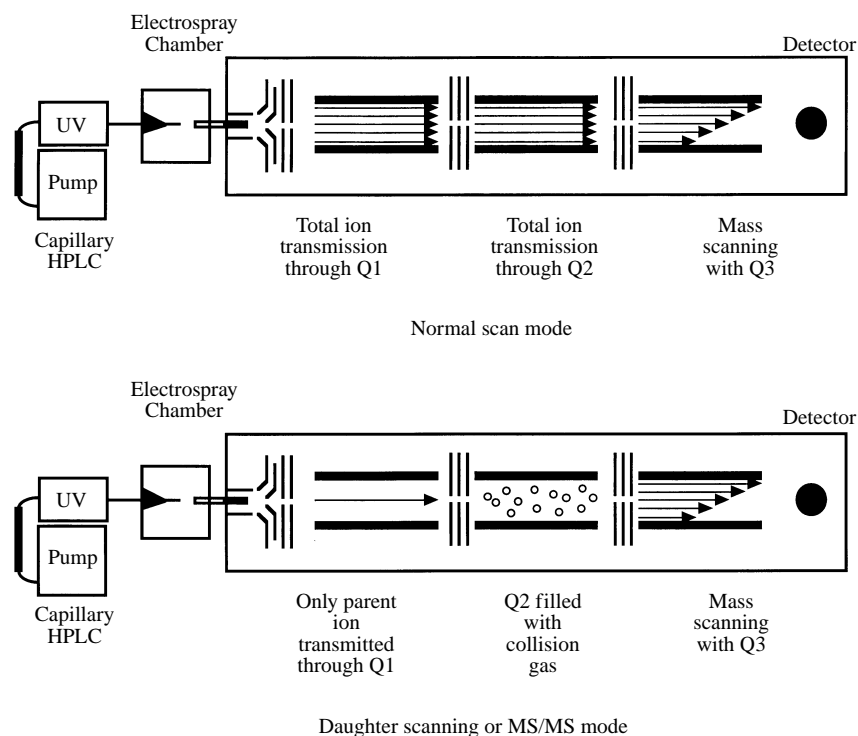 Electrospray
Chamber
Detector
UV
Pump
Capillary
HPLC
Total ion
transmission
through Q1
Total ion
transmission
through Q2
Mass
scanning
with Q3
Normal scan mode
Electrospray
Chamber
Detector
UV
Pump
Capillary
HPLC
Only parent
ion
transmitted
through Q1
Q2 filled
with
collision
gas
Mass
scanning
with Q3
Daughter scanning or MS/MS mode